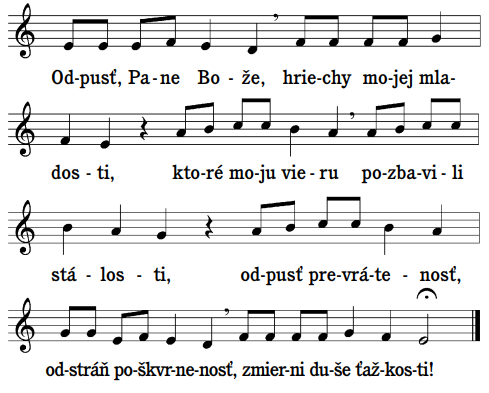 Od-pusť, Pa-ne Bo-že, hrie-chy mo-jej mla-
dos-ti, kto-ré mo-ju vie-ru po-zba-vi-li
stá-los-ti, od-pusť pre-vrá-te-nosť,
od-stráň po-škvr-ne-nosť, zmier-ni du-še ťaž-kos-ti!